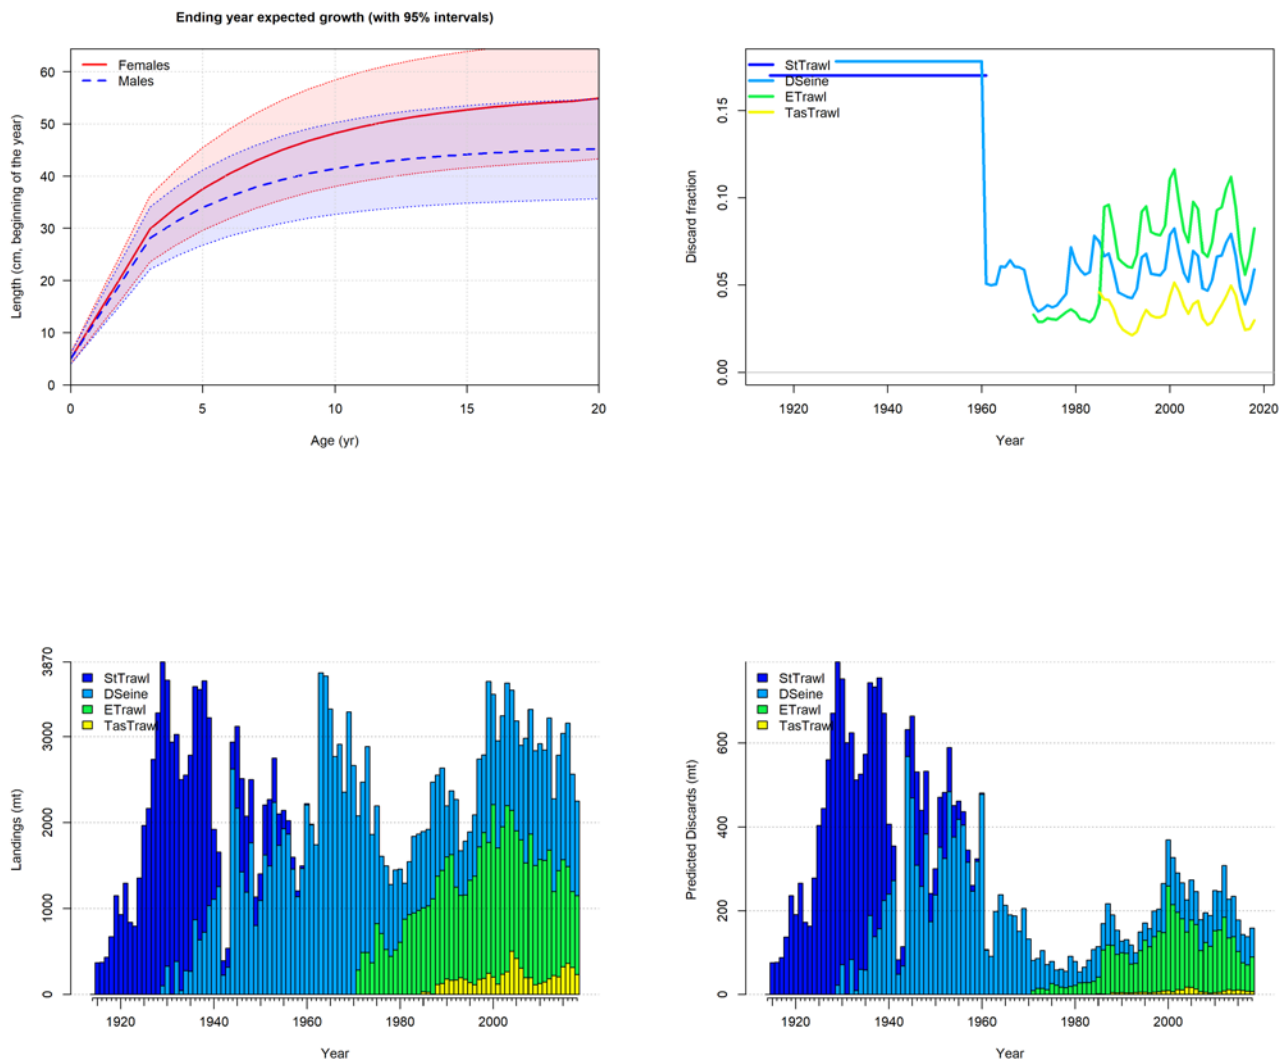 Ending year expected growth (with 95% intervals)
Females
Males
Length (cm, beginning of the year)
0
10
20
30
40
50
60
0 5 10 15 20
Age (yr)
StTrawl
DSeine
ETrawl
TasTrawl
Discard fraction
0.00
0.05
0.10
0.15
1920 1940 1960 1980 2000 2020
Year
StTrawl
DSeine
ETrawl
TasTrawl
Landings (mt)
0
1000
2000
3000
3870
1920 1940 1960 1980 2000
Year
StTrawl
DSeine
ETrawl
TasTrawl
Predicted Discards (mt)
0
200
400
600
1920 1940 1960 1980 2000
Year